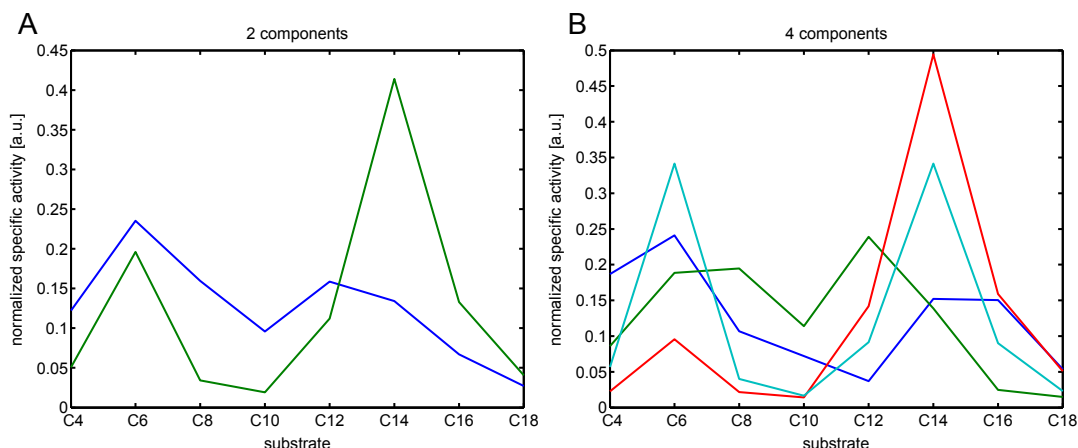 A
2 components
normalized specific activity [a.u.]
0.45
0.4
0.35
0.3
0.25
0.2
0.15
0.1
0.05
0
C4 C6 C8 C10 C12 C14 C16 C18
substrate
B
4 components
normalized specific activity [a.u.]
0.5
0.45
0.4
0.35
0.3
0.25
0.2
0.15
0.1
0.05
0
C4 C6 C8 C10 C12 C14 C16 C18
substrate